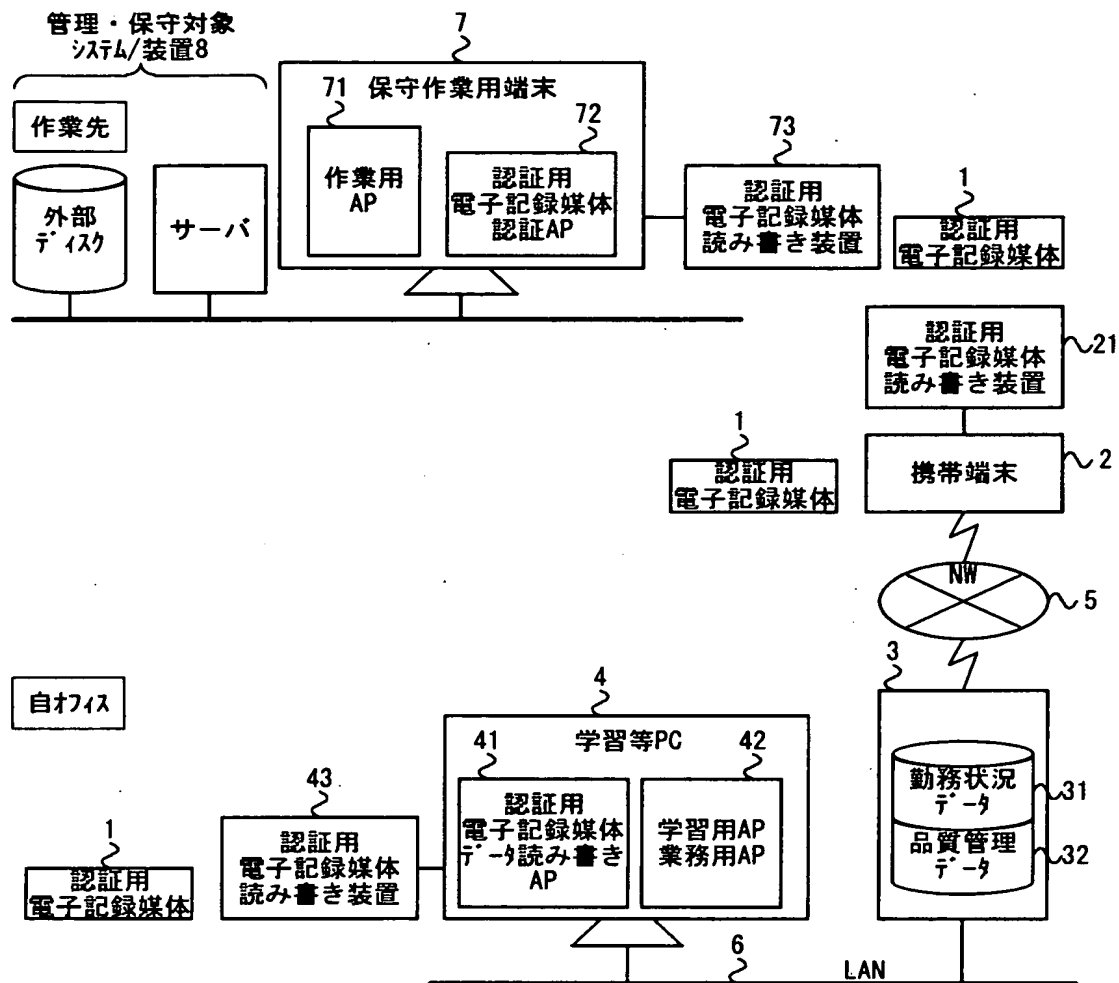 管理・保守対象
システム/装置8
作業先
外部
ディスク
サーバ
7
保守作業用端末
71
作業用
AP
72
認証用
電子記録媒体
認証AP
73
認証用
電子記録媒体
読み書き装置
1
認証用
電子記録媒体
認証用
電子記録媒体
読み書き装置
21
1
認証用
電子記録媒体
携帯端末
2
NW
5
自オフィス
3
勤務状況
データ
31
品質管理
データ
32
4
学習等PC
41
認証用
電子記録媒体
データ読み書き
AP
42
学習用AP
業務用AP
43
認証用
電子記録媒体
読み書き装置
1
認証用
電子記録媒体
6
LAN